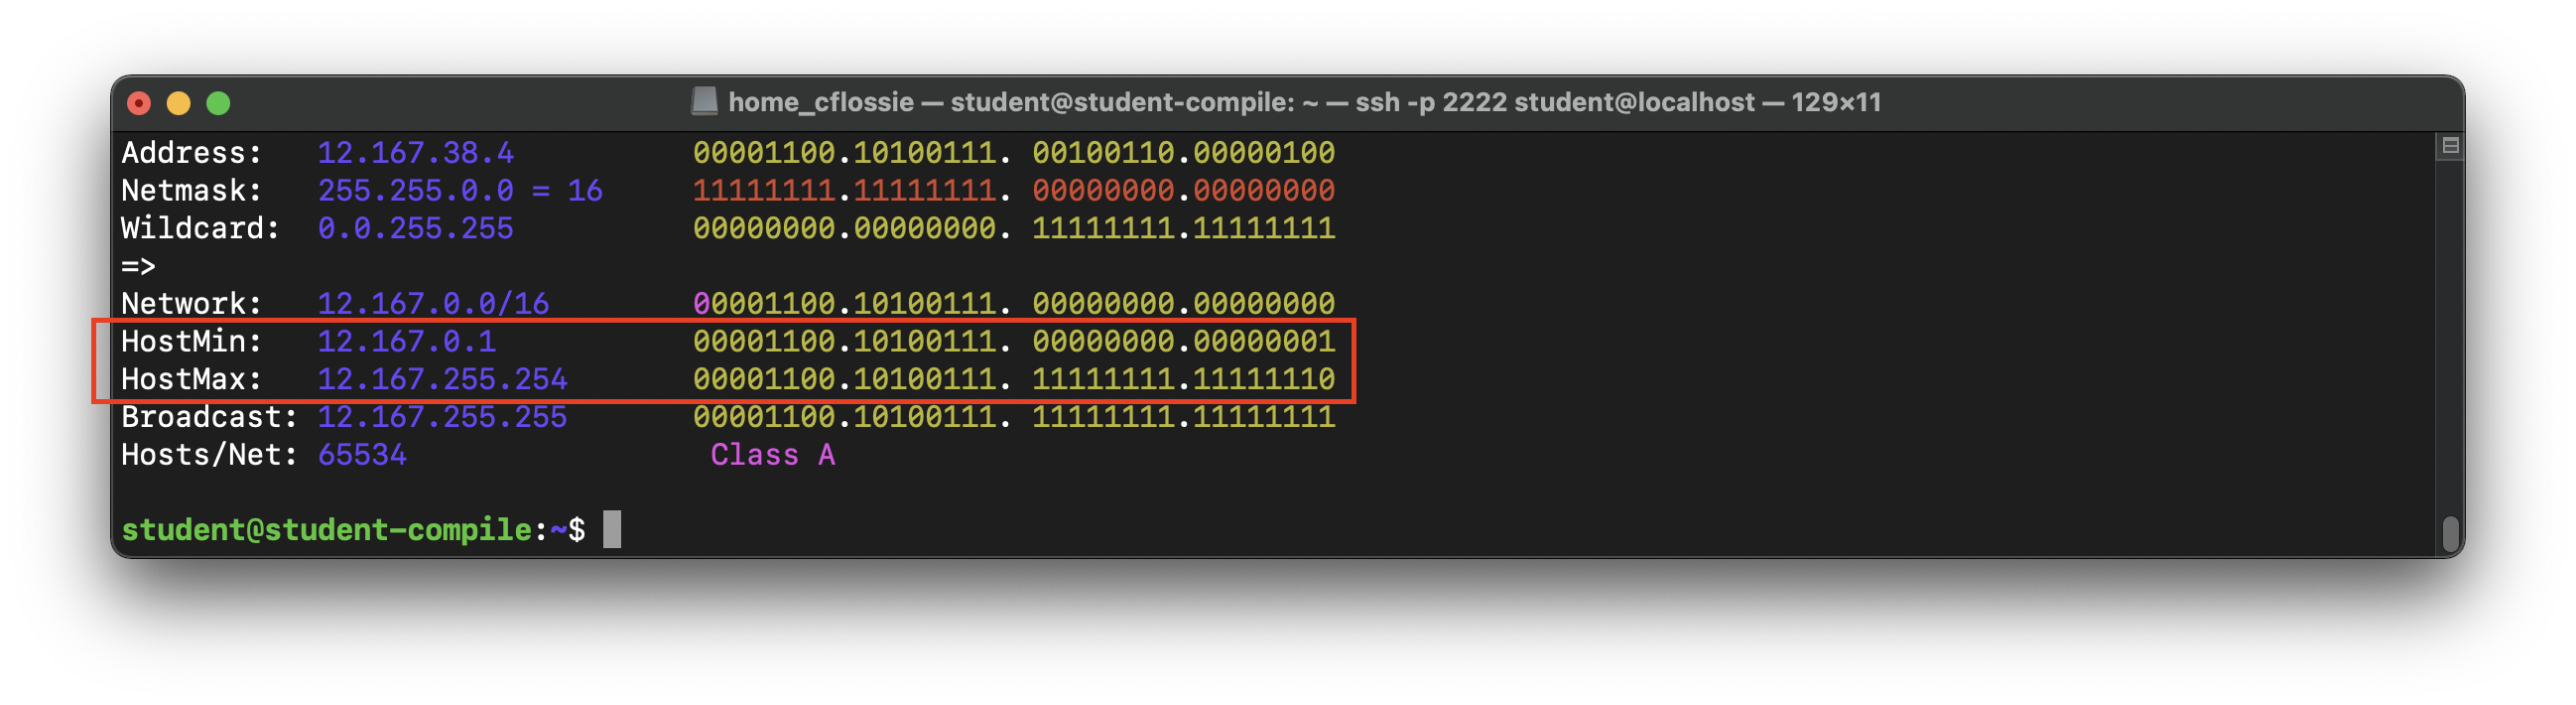 home_cflossie — student@student-compile: ~ — ssh -p 2222 student@localhost — 129×11
Address:   12.167.38.4          00001100.10100111. 00100110.00000100
Netmask:   255.255.0.0 = 16     11111111.11111111. 00000000.00000000
Wildcard:  0.0.255.255          00000000.00000000. 11111111.11111111
=>
Network:   12.167.0.0/16        00001100.10100111. 00000000.00000000
HostMin:   12.167.0.1           00001100.10100111. 00000000.00000001
HostMax:   12.167.255.254       00001100.10100111. 11111111.11111110
Broadcast: 12.167.255.255       00001100.10100111. 11111111.11111111
Hosts/Net: 65534                 Class A
student@student-compile:~$